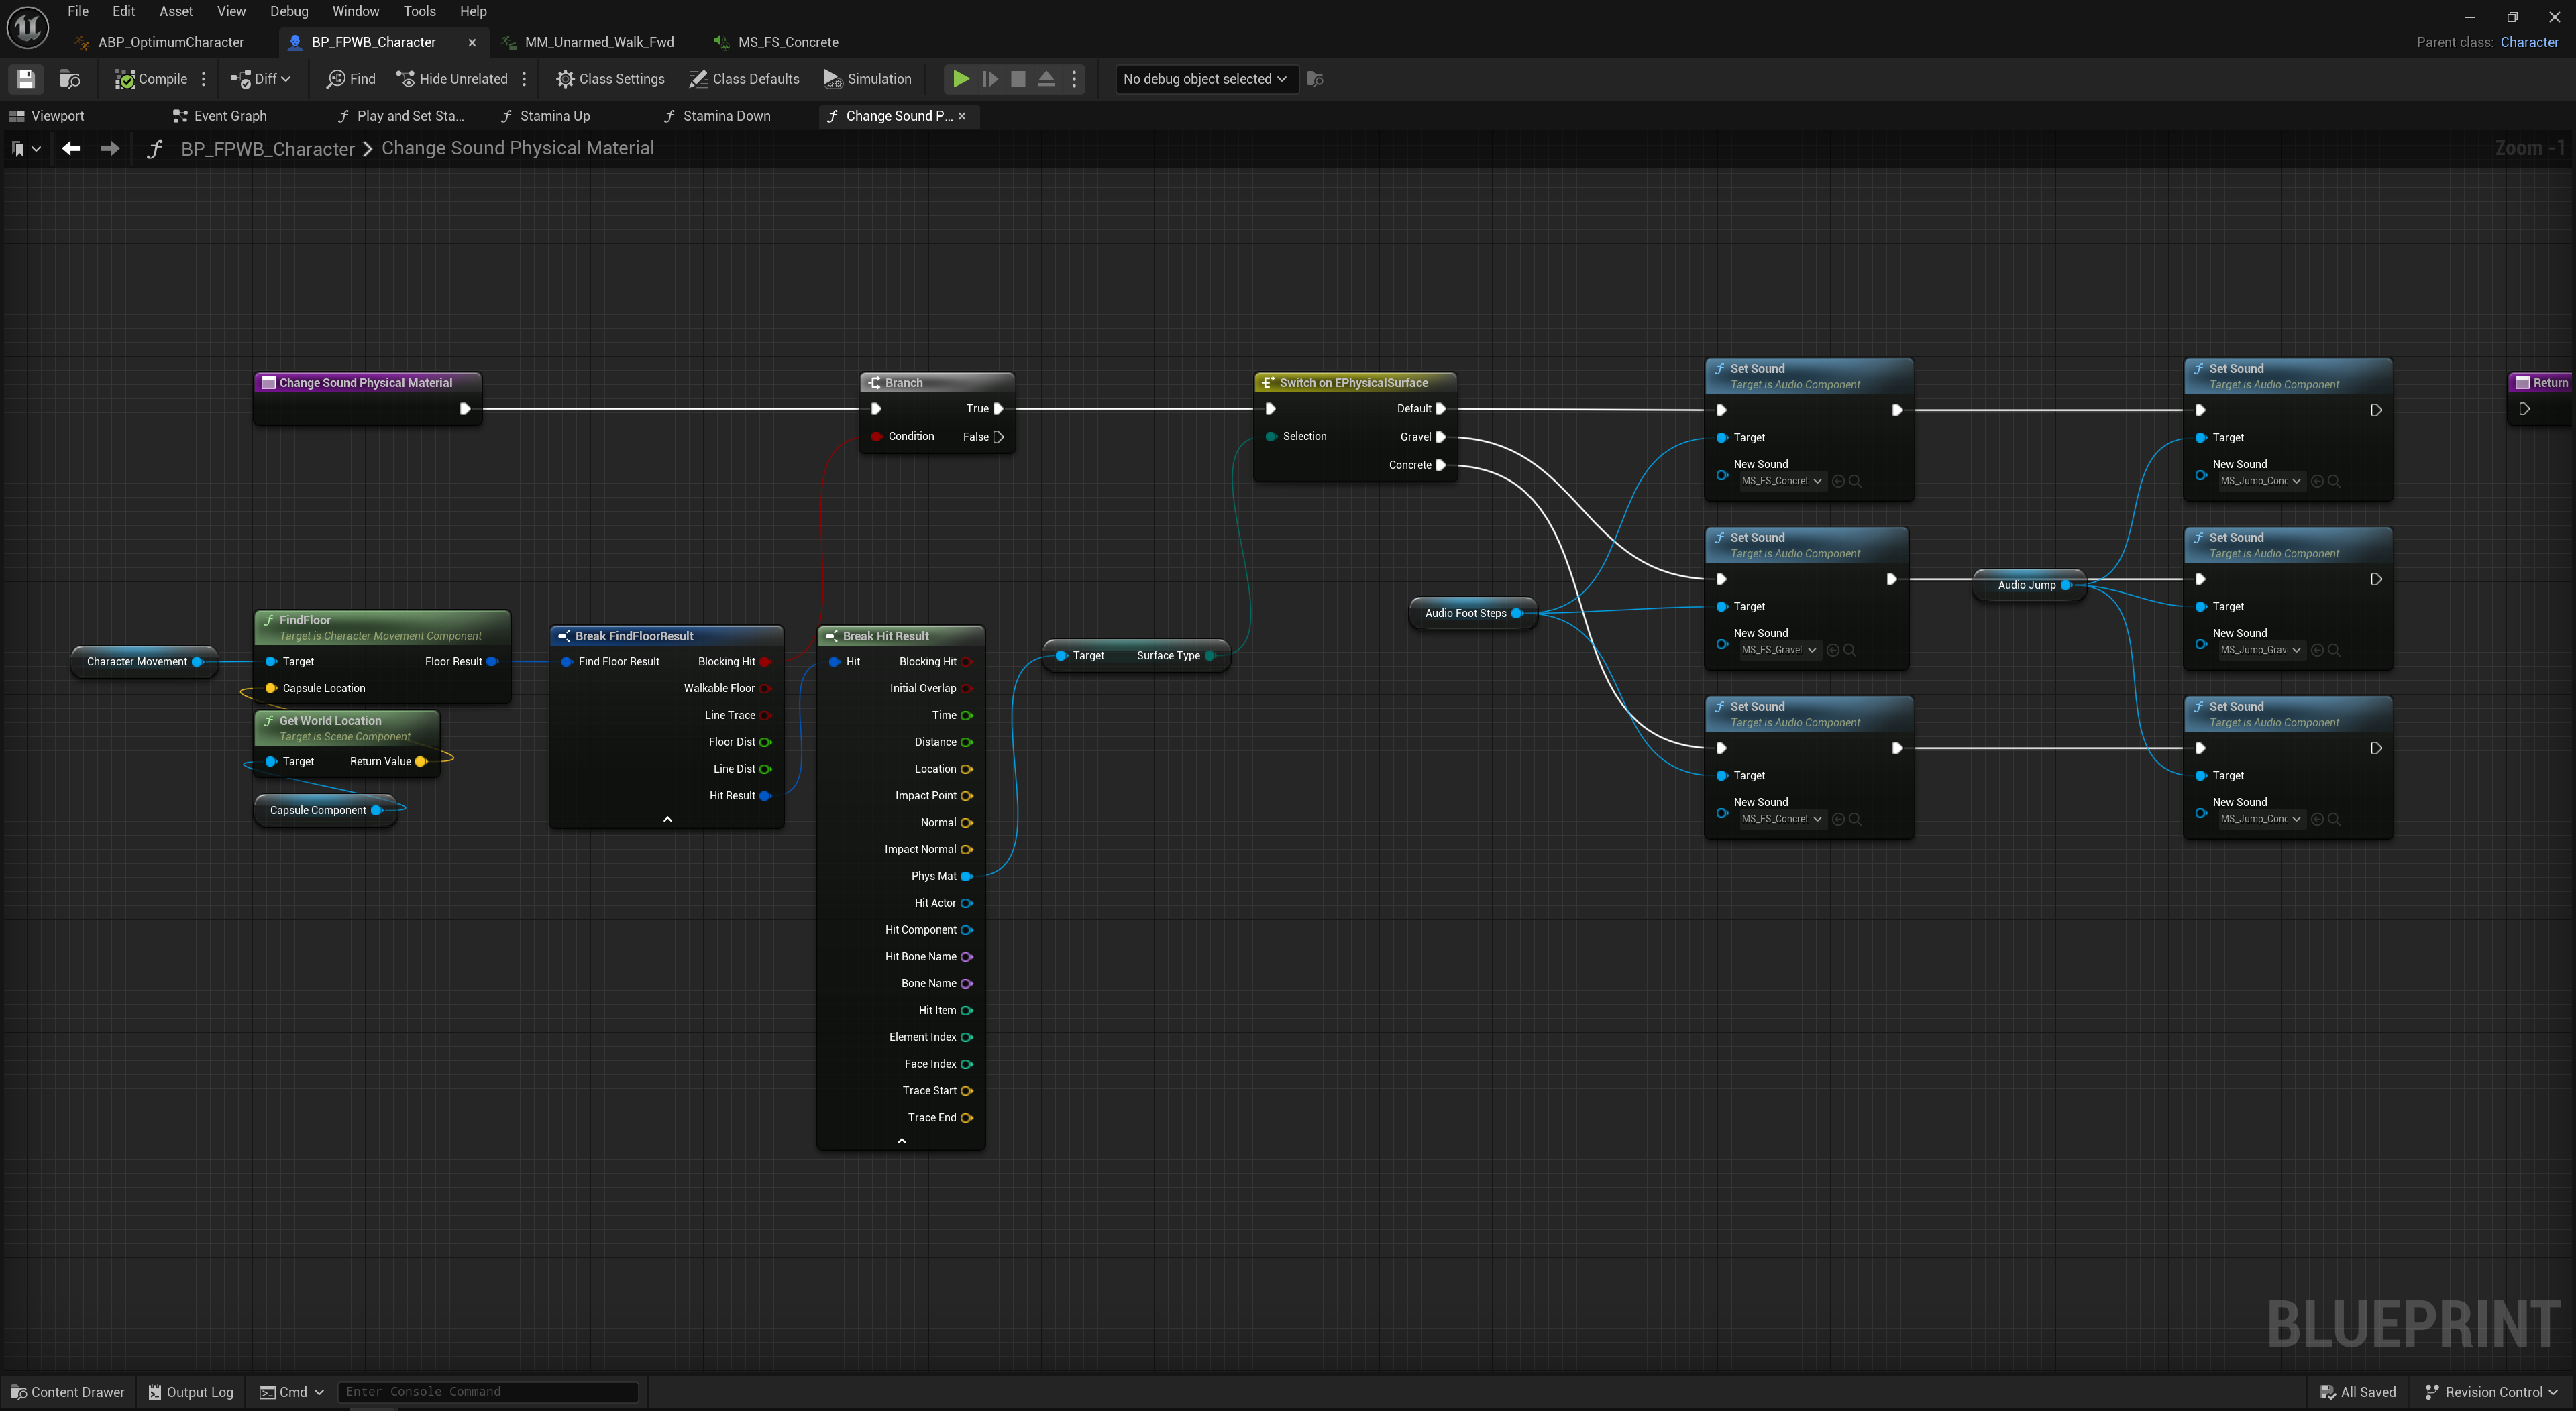 File Edit Asset View Debug Window Tools Help
ABP_OptimumCharacter BP_FPWB_Character MM_Unarmed_Walk_Fwd MS_FS_Concrete
Parent class: Character
Compile Diff Find Hide Unrelated Class Settings Class Defaults Simulation No debug object selected
Viewport Event Graph Play and Set Sta... Stamina Up Stamina Down Change Sound P...
BP_FPWB_Character > Change Sound Physical Material
Zoom -1
Change Sound Physical Material
Branch
True
Condition False
Switch on EPhysicalSurface
Default
Selection Gravel
Concrete
Set Sound
Target is Audio Component
Target
New Sound
MS_FS_Concret
Set Sound
Target is Audio Component
Target
New Sound
MS_Jump_Conc
Return
Set Sound
Target is Audio Component
Target
New Sound
MS_FS_Gravel
Audio Jump
Set Sound
Target is Audio Component
Target
New Sound
MS_Jump_Grav
Audio Foot Steps
Set Sound
Target is Audio Component
Target
New Sound
MS_FS_Concret
Set Sound
Target is Audio Component
Target
New Sound
MS_Jump_Conc
Character Movement
FindFloor
Target is Character Movement Component
Target Floor Result
Capsule Location
Get World Location
Target is Scene Component
Target Return Value
Capsule Component
Break FindFloorResult
Find Floor Result Blocking Hit
Walkable Floor
Line Trace
Floor Dist
Line Dist
Hit Result
Break Hit Result
Hit Blocking Hit
Initial Overlap
Time
Distance
Location
Impact Point
Normal
Impact Normal
Phys Mat
Hit Actor
Hit Component
Hit Bone Name
Bone Name
Hit Item
Element Index
Face Index
Trace Start
Trace End
Target Surface Type
BLUEPRINT
Content Drawer Output Log Cmd Enter Console Command All Saved Revision Control